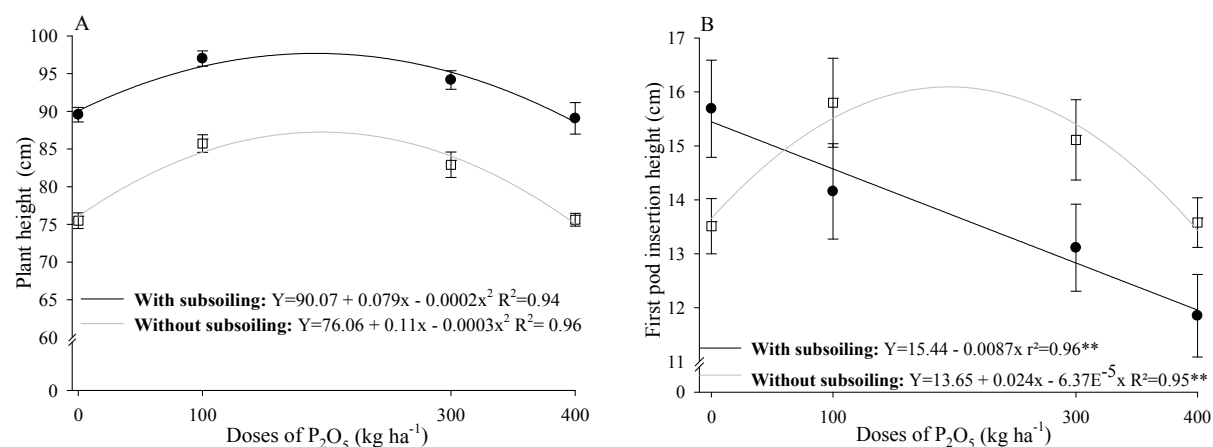 A
Plant height (cm)
100
95
90
85
80
75
70
65
60
0
With subsoiling: Y=90.07 + 0.079x - 0.0002x² R²=0.94
Without subsoiling: Y=76.06 + 0.11x - 0.0003x² R²= 0.96
0 100 300 400
Doses of P₂O₅ (kg ha⁻¹)
B
First pod insertion height (cm)
17
16
15
14
13
12
11
0
With subsoiling: Y=15.44 - 0.0087x r²=0.96**
Without subsoiling: Y=13.65 + 0.024x - 6.37E⁻⁵x R²=0.95**
0 100 300 400
Doses of P₂O₅ (kg ha⁻¹)